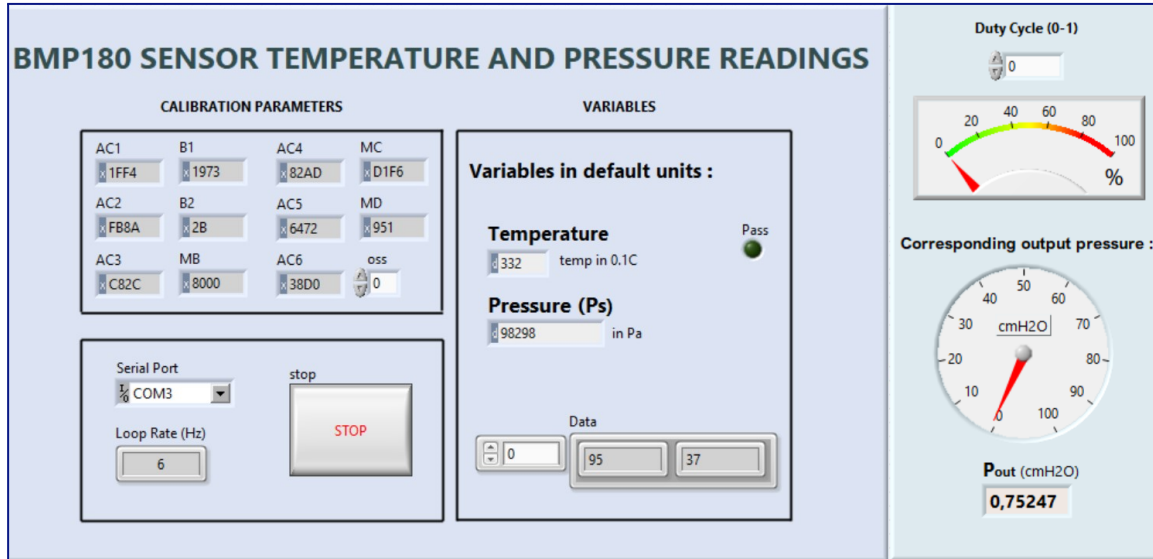 BMP180 SENSOR TEMPERATURE AND PRESSURE READINGS
CALIBRATION PARAMETERS
AC1 B1 AC4 MC
x 1FF4 x 1973 x 82AD x D1F6
AC2 B2 AC5 MD
x FB8A x 2B x 6472 x 951
AC3 MB AC6 oss
x C82C x 8000 x 38D0 0
Serial Port
I/O COM3
Loop Rate (Hz)
6
stop
STOP
VARIABLES
Variables in default units :
Temperature
d 332 temp in 0.1C
Pass
Pressure (Ps)
d 98298 in Pa
Data
0 95 37
Duty Cycle (0-1)
0
0 20 40 60 80 100
%
Corresponding output pressure :
0 10 20 30 40 50 60 70 80 90 100
cmH2O
Pout (cmH2O)
0,75247